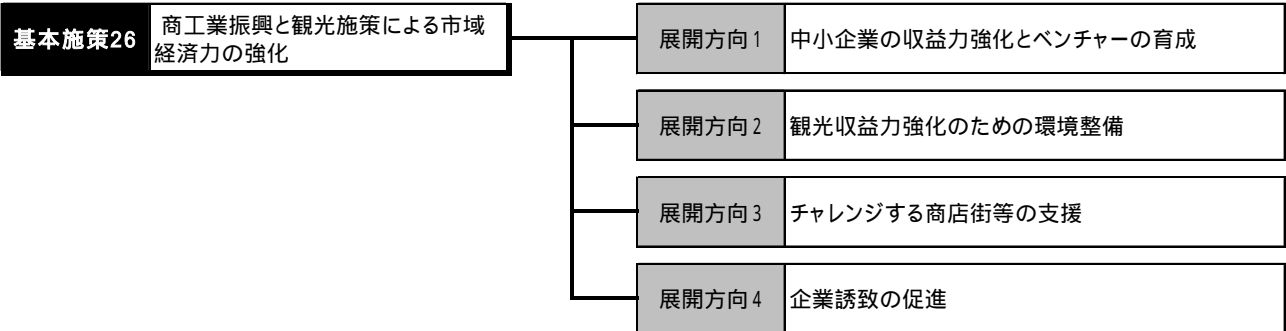 基本施策26
商工業振興と観光施策による市域
経済力の強化
展開方向1 中小企業の収益力強化とベンチャーの育成
展開方向2 観光収益力強化のための環境整備
展開方向3 チャレンジする商店街等の支援
展開方向4 企業誘致の促進